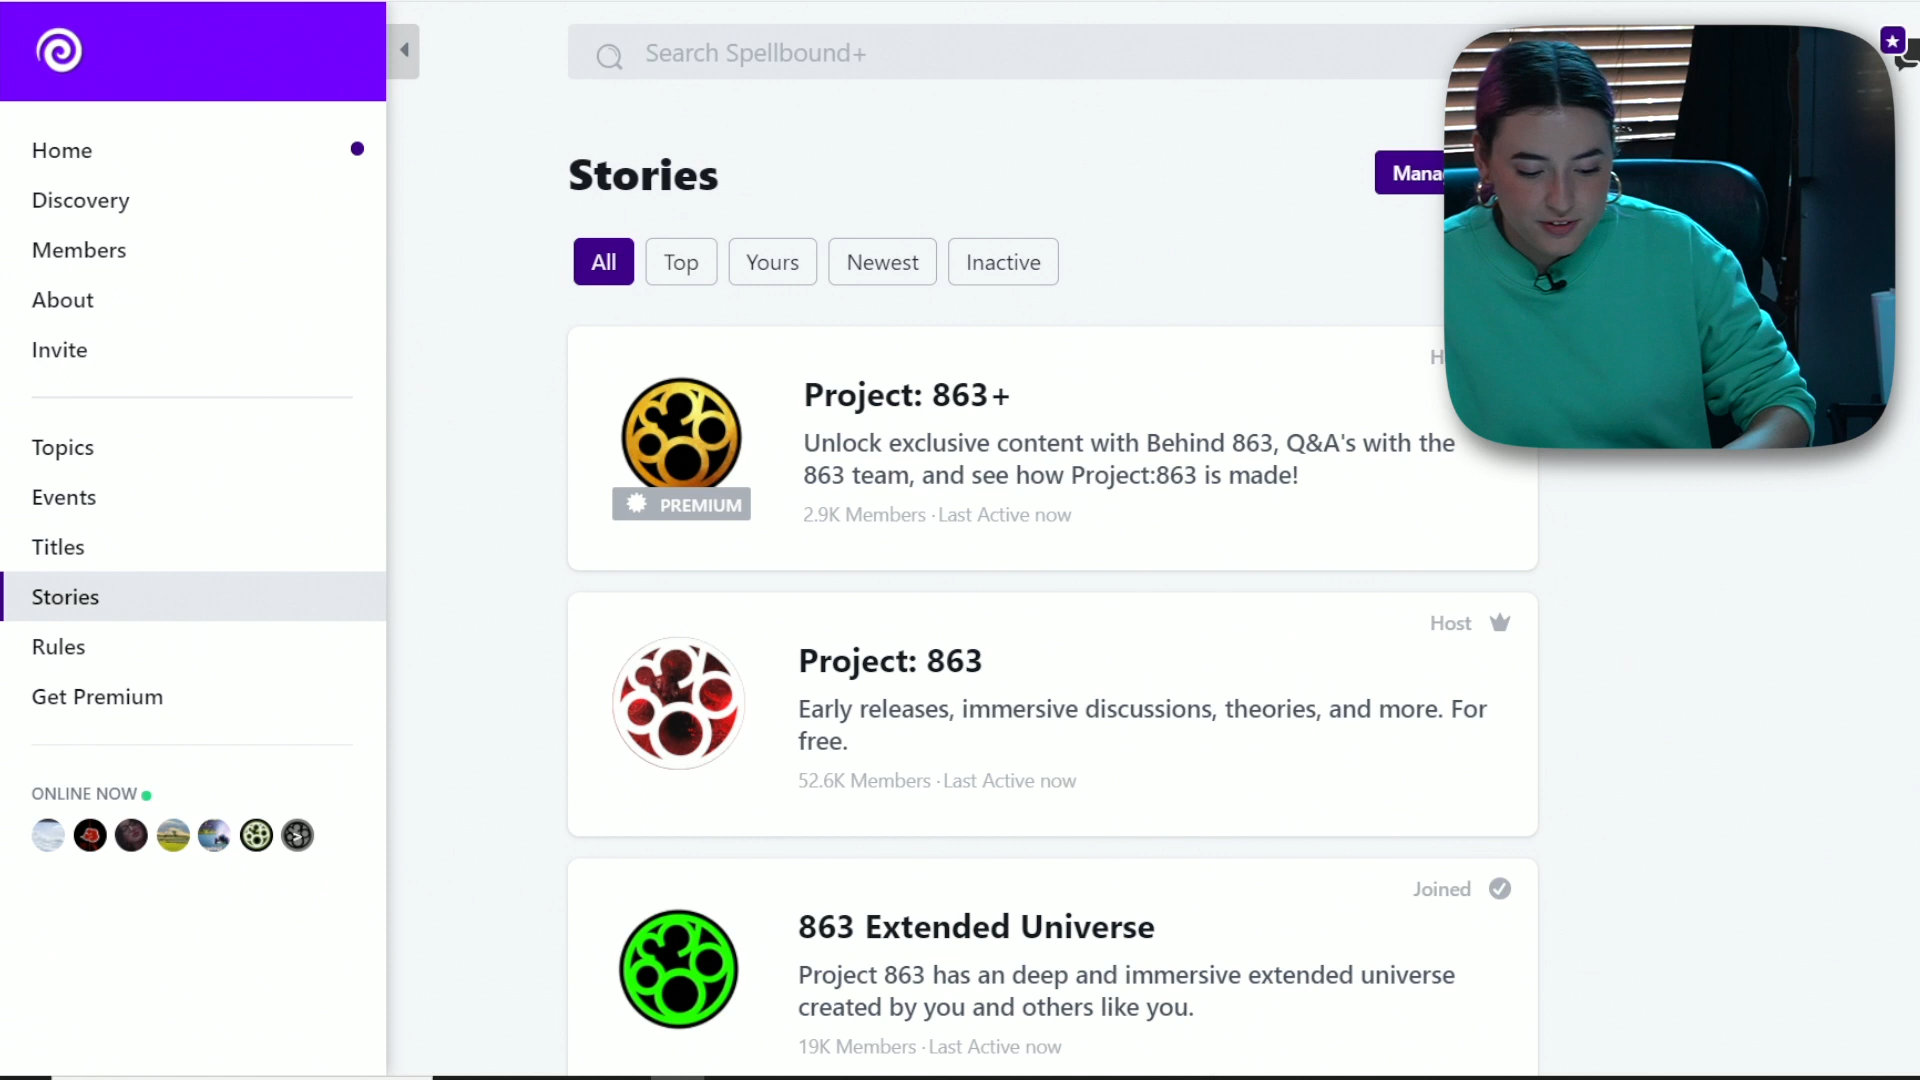 Home
Discovery
Members
About
Invite
Topics
Events
Titles
Stories
Rules
Get Premium
ONLINE NOW
Search Spellbound+
Stories
All
Top
Yours
Newest
Inactive
Project: 863+
Unlock exclusive content with Behind 863, Q&A's with the
863 team, and see how Project:863 is made!
2.9K Members · Last Active now
PREMIUM
Host
Project: 863
Early releases, immersive discussions, theories, and more. For
free.
52.6K Members · Last Active now
Joined
863 Extended Universe
Project 863 has an deep and immersive extended universe
created by you and others like you.
19K Members · Last Active now